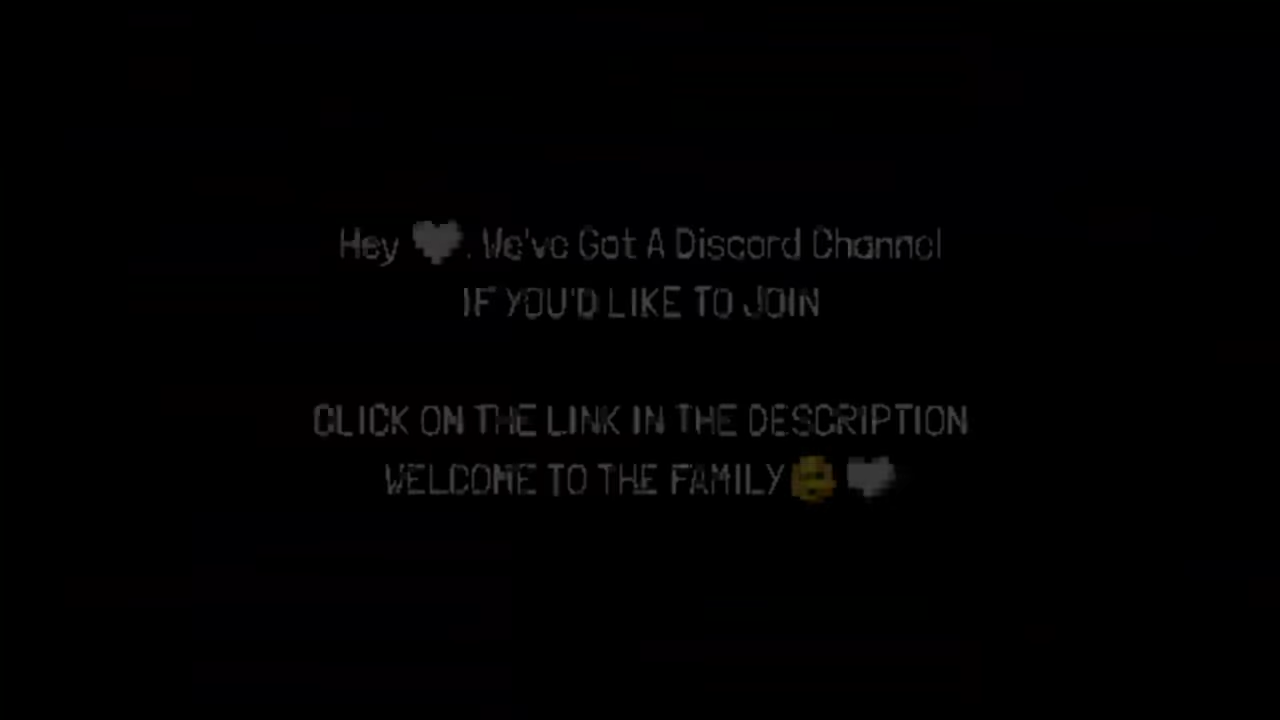 Hey 🤍. We've Got A Discord Channel
IF YOU'D LIKE TO JOIN
CLICK ON THE LINK IN THE DESCRIPTION
WELCOME TO THE FAMILY😊🤍